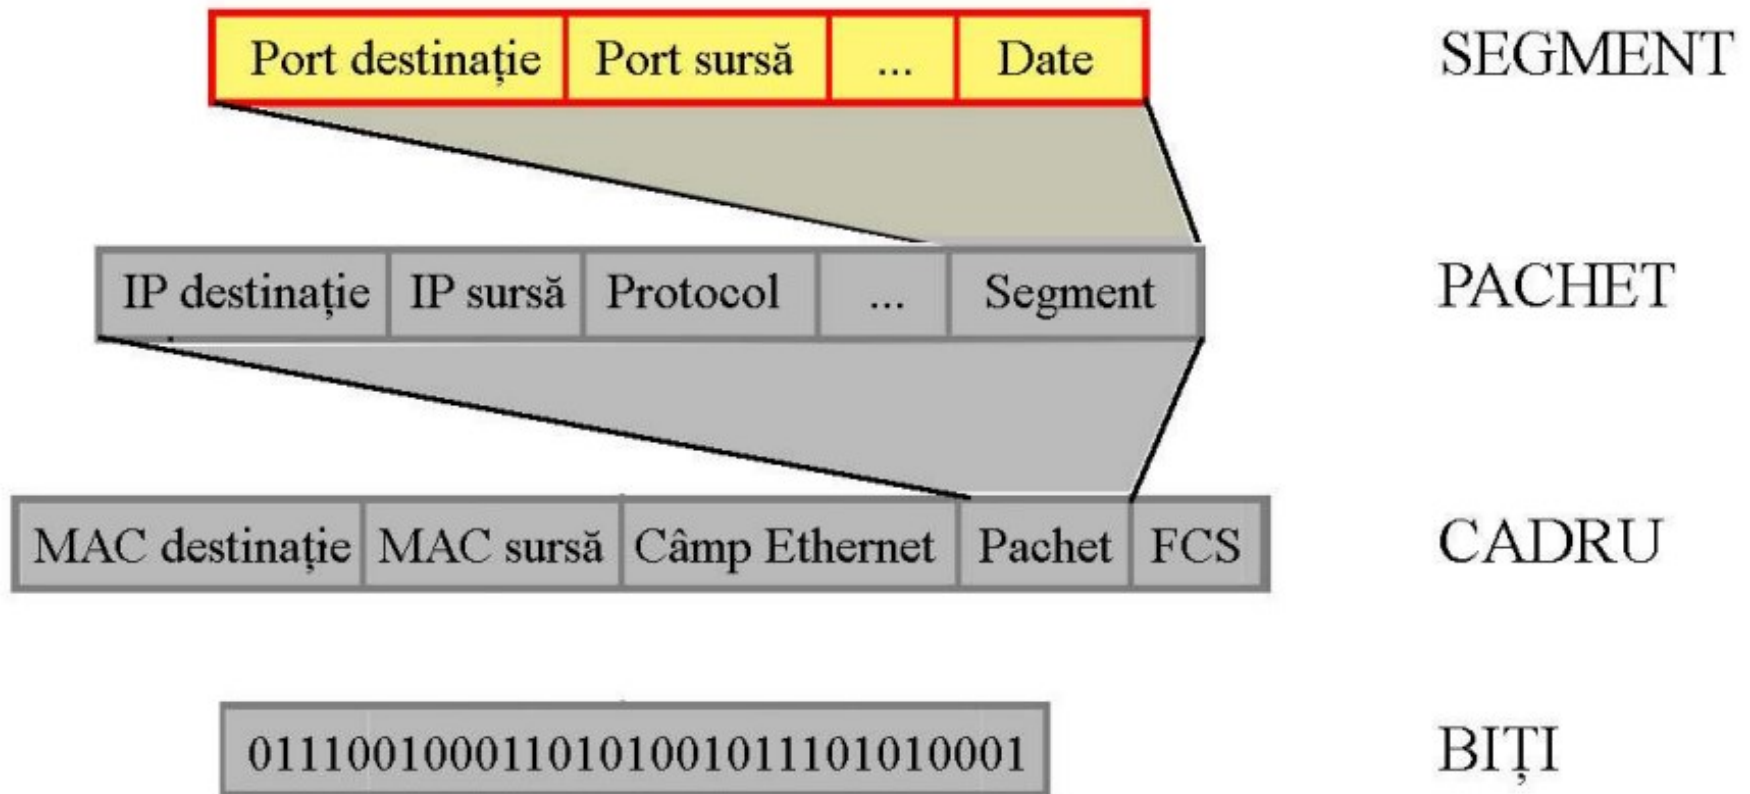 Port destinație Port sursă ... Date SEGMENT
IP destinație IP sursă Protocol ... Segment PACHET
MAC destinație MAC sursă Câmp Ethernet Pachet FCS CADRU
0111001000110101001011101010001 BIȚI